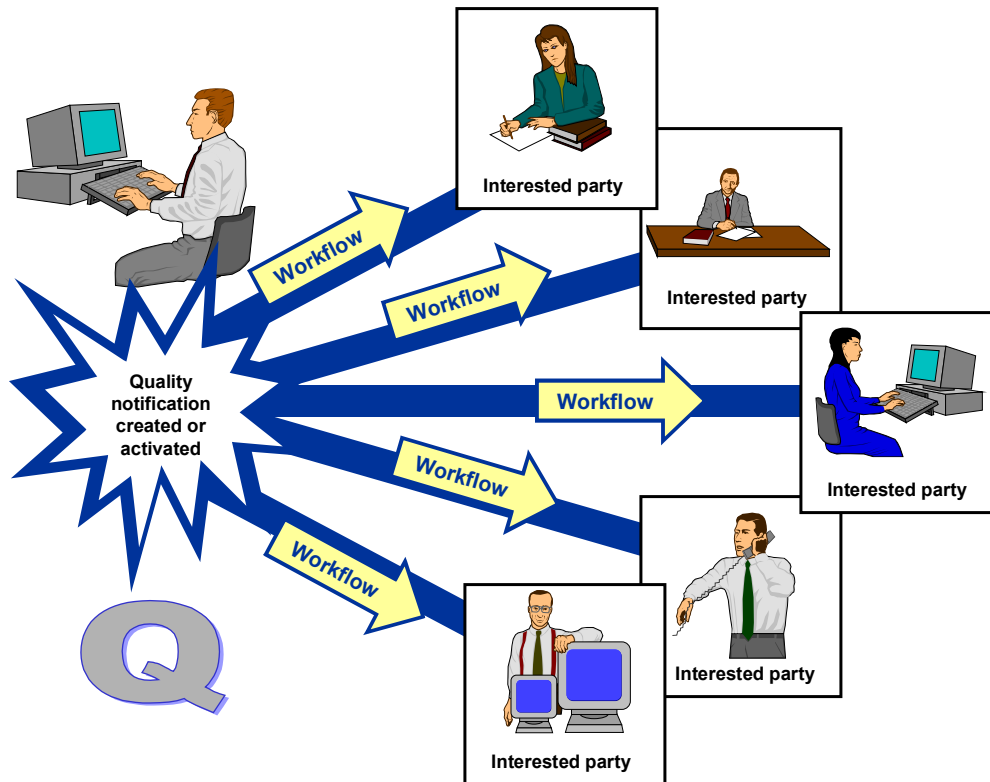 Interested party
Workflow
Interested party
Workflow
Quality
notification
created or
activated
Workflow
Interested party
Workflow
Workflow
Interested party
Interested party
Q